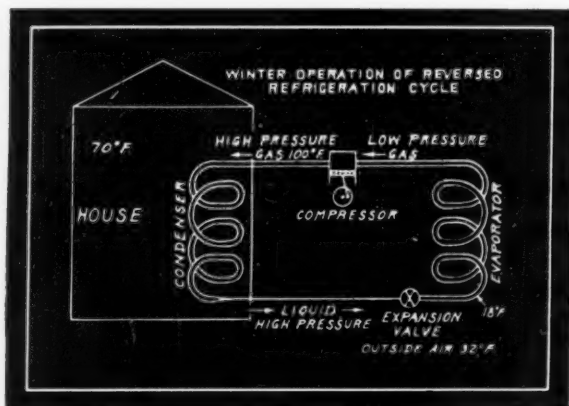 WINTER OPERATION OF REVERSED
REFRIGERATION CYCLE
70°F
HIGH PRESSURE
GAS 100°F
LOW PRESSURE
GAS
HOUSE
CONDENSER
COMPRESSOR
EVAPORATOR
LIQUID
HIGH PRESSURE
EXPANSION
VALVE
18°F
OUTSIDE AIR 32°F